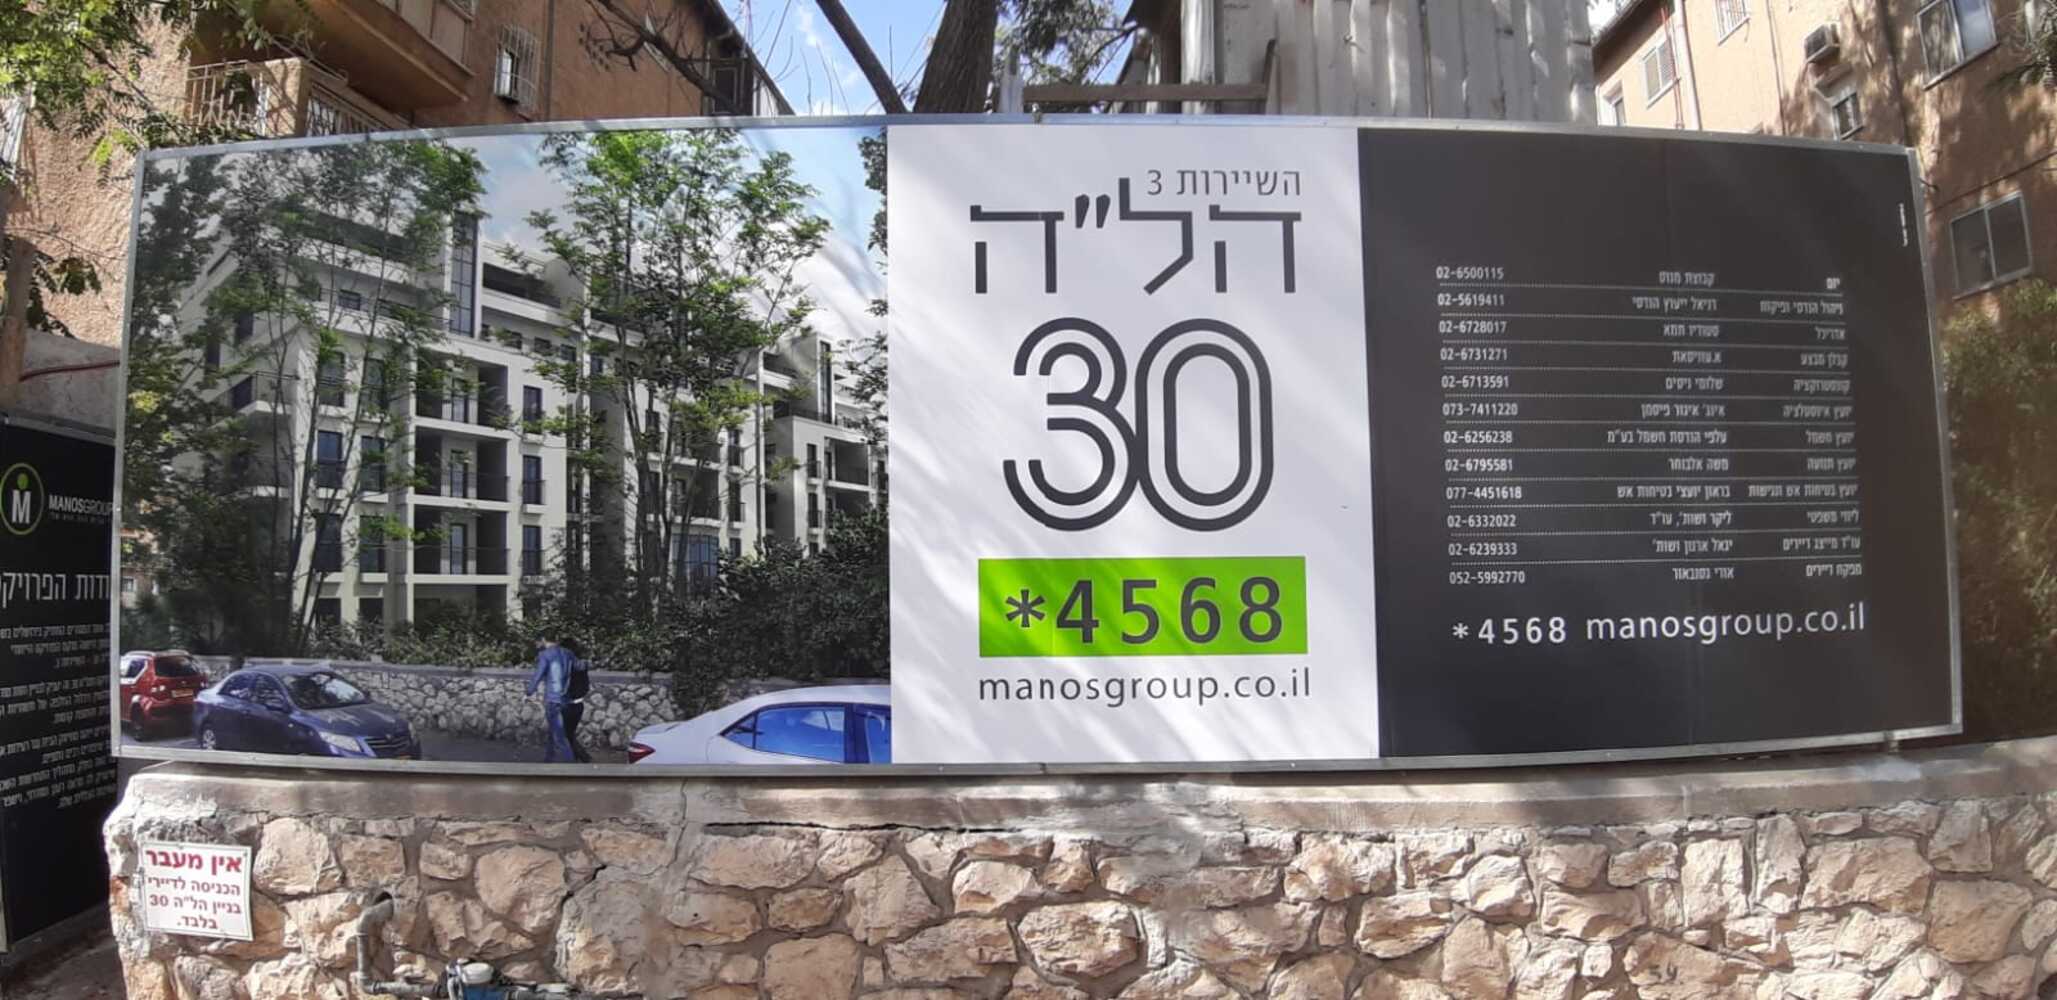 השיירות 3
הל"ה
30
*4568
manosgroup.co.il
יזם קבוצת מנוס 02-6500115
ניהול הנדסי ופיקוח דניאל ייעוץ הנדסי 02-5619411
אדריכל סטודיו תמא 02-6728017
קבלן מבצע א.עוויסאת 02-6731271
קונסטרוקציה שלומי ניסים 02-6713591
יועץ אינסטלציה אינג' איגור פייסמן 073-7411220
יועץ חשמל עלפי הנדסת חשמל בע"מ 02-6256238
יועץ תנועה משה אלבוחר 02-6795581
יועץ בטיחות אש ונגישות בראון יועצי בטיחות אש 077-4451618
ליווי משפטי ליקר ושות', עו"ד 02-6332022
עו"ד מייצג דיירים יגאל ארנון ושות' 02-6239333
מפקח דיירים אורי נסנבאור 052-5992770
*4568 manosgroup.co.il
M MANOSGROUP
אין מעבר
הכניסה לדיירי
בניין הל"ה 30
בלבד.